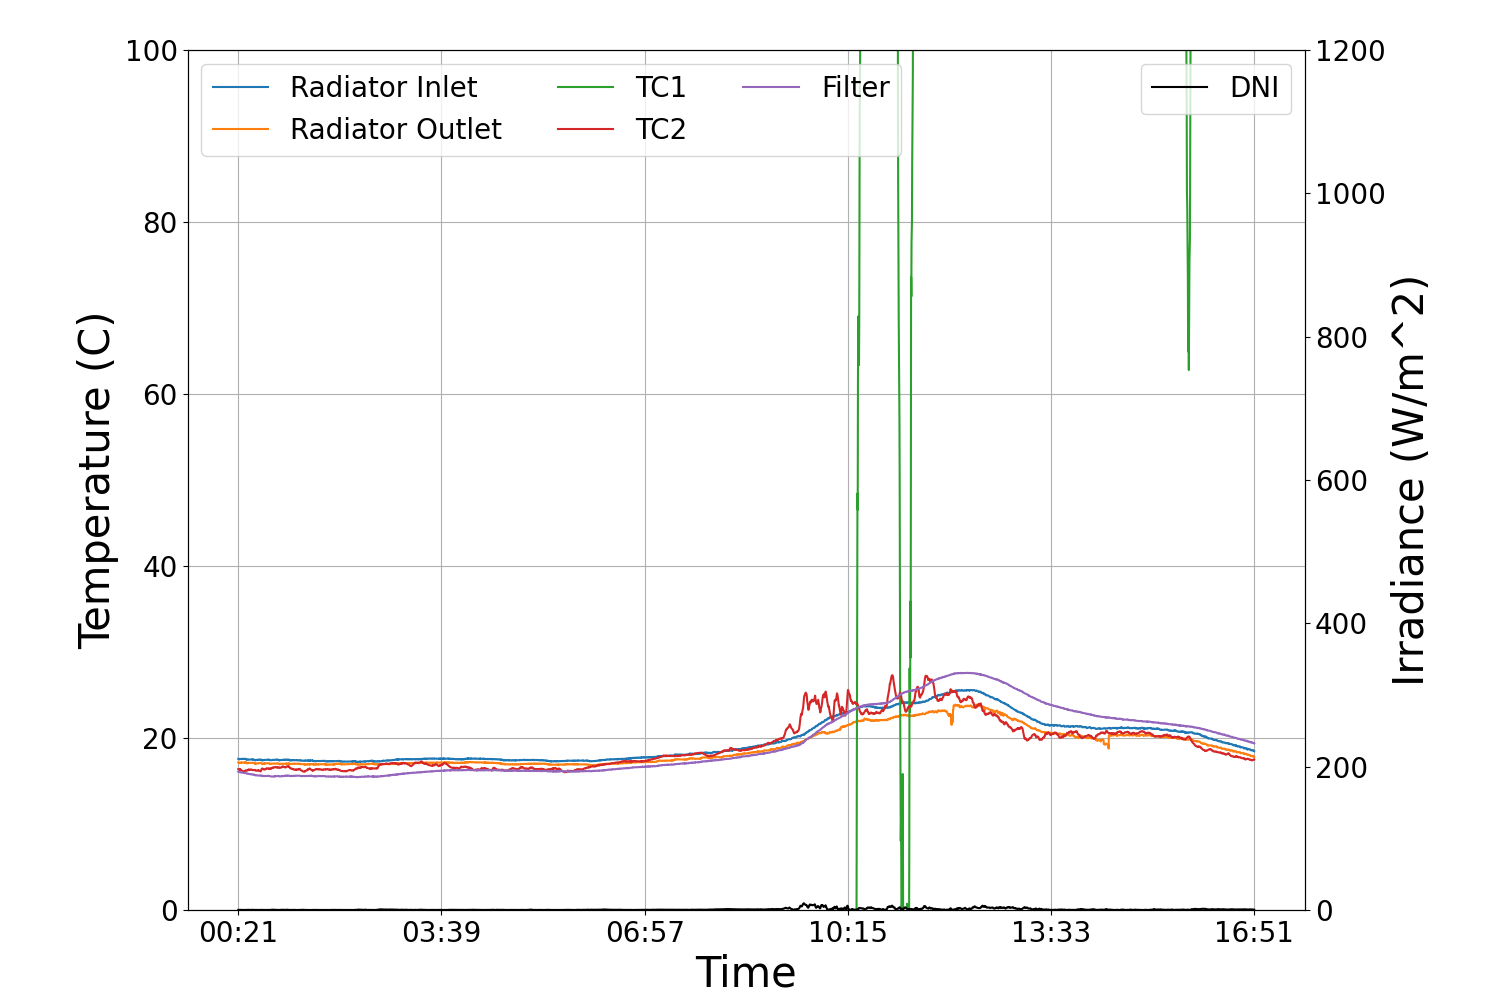 Radiator Inlet
Radiator Outlet
TC1
TC2
Filter
DNI
100
80
60
40
20
0
Temperature (C)
1200
1000
800
600
400
200
0
Irradiance (W/m^2)
00:21 03:39 06:57 10:15 13:33 16:51
Time